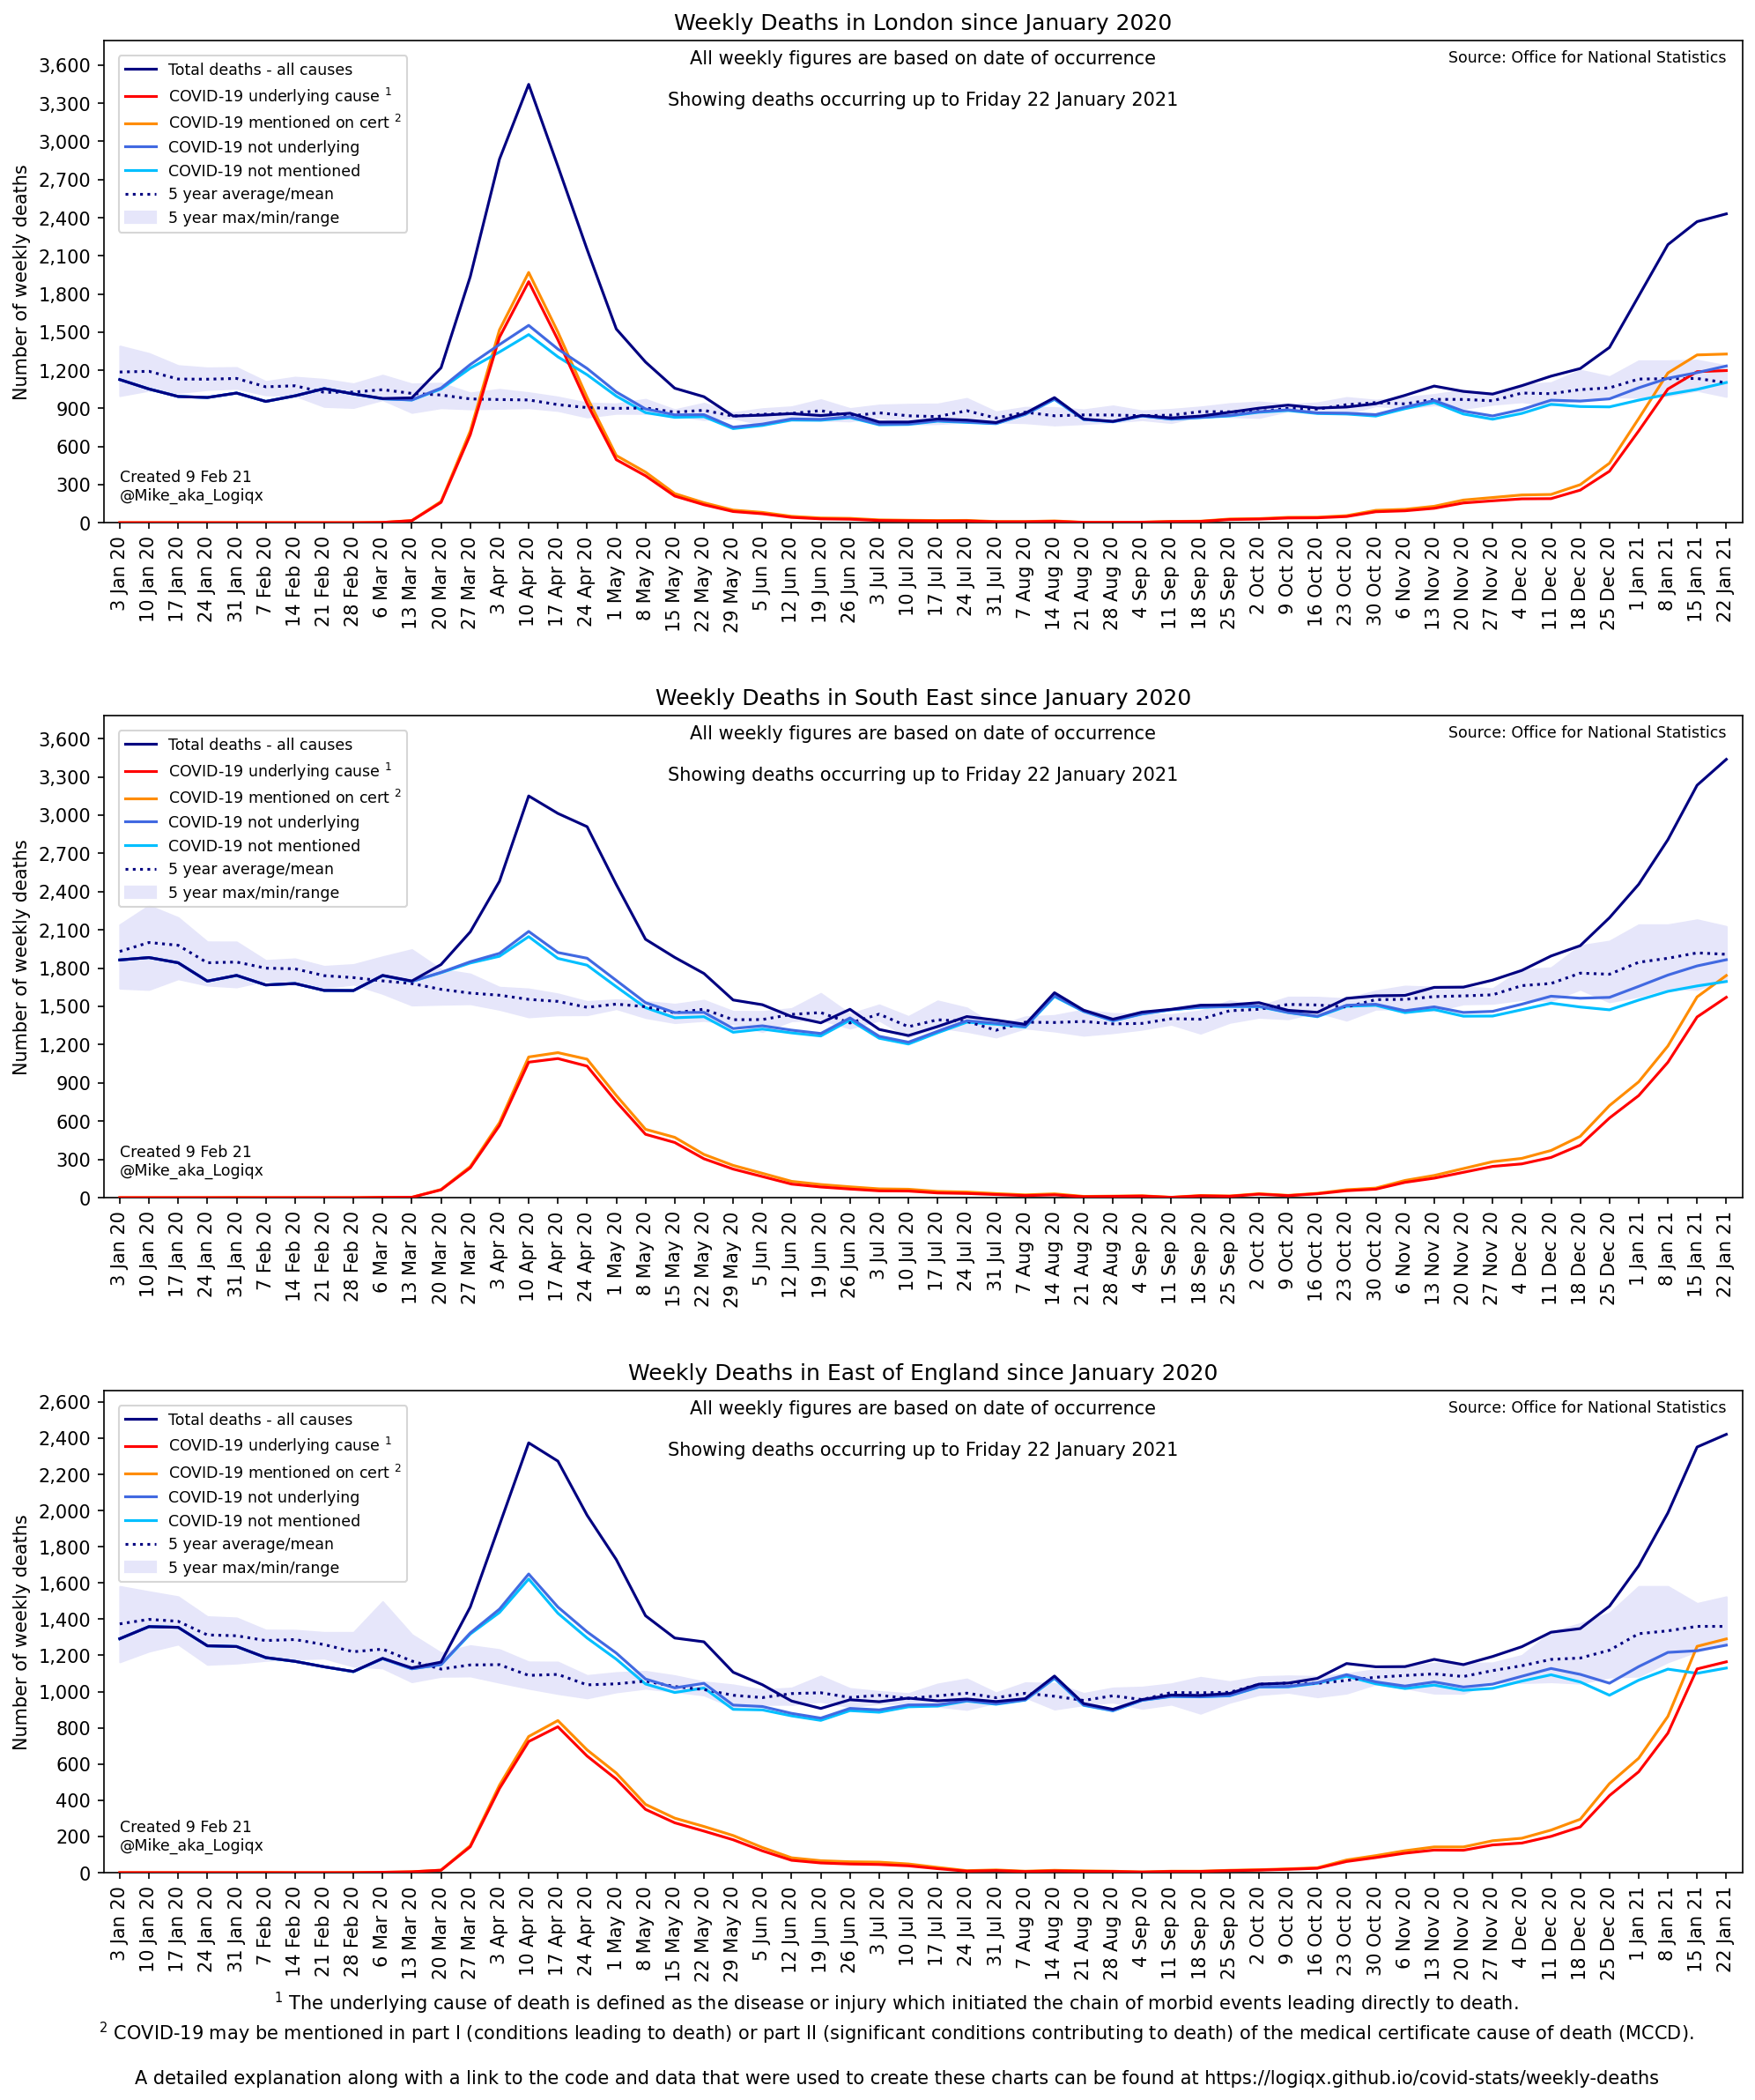 Weekly Deaths in London since January 2020
All weekly figures are based on date of occurrence
Source: Office for National Statistics
Showing deaths occurring up to Friday 22 January 2021
Total deaths - all causes
COVID-19 underlying cause 1
COVID-19 mentioned on cert 2
COVID-19 not underlying
COVID-19 not mentioned
5 year average/mean
5 year max/min/range
Number of weekly deaths
3,600
3,300
3,000
2,700
2,400
2,100
1,800
1,500
1,200
900
600
300
0
Created 9 Feb 21
@Mike_aka_Logiqx
3 Jan 20
10 Jan 20
17 Jan 20
24 Jan 20
31 Jan 20
7 Feb 20
14 Feb 20
21 Feb 20
28 Feb 20
6 Mar 20
13 Mar 20
20 Mar 20
27 Mar 20
3 Apr 20
10 Apr 20
17 Apr 20
24 Apr 20
1 May 20
8 May 20
15 May 20
22 May 20
29 May 20
5 Jun 20
12 Jun 20
19 Jun 20
26 Jun 20
3 Jul 20
10 Jul 20
17 Jul 20
24 Jul 20
31 Jul 20
7 Aug 20
14 Aug 20
21 Aug 20
28 Aug 20
4 Sep 20
11 Sep 20
18 Sep 20
25 Sep 20
2 Oct 20
9 Oct 20
16 Oct 20
23 Oct 20
30 Oct 20
6 Nov 20
13 Nov 20
20 Nov 20
27 Nov 20
4 Dec 20
11 Dec 20
18 Dec 20
25 Dec 20
1 Jan 21
8 Jan 21
15 Jan 21
22 Jan 21
Weekly Deaths in South East since January 2020
All weekly figures are based on date of occurrence
Source: Office for National Statistics
Showing deaths occurring up to Friday 22 January 2021
Total deaths - all causes
COVID-19 underlying cause 1
COVID-19 mentioned on cert 2
COVID-19 not underlying
COVID-19 not mentioned
5 year average/mean
5 year max/min/range
Number of weekly deaths
3,600
3,300
3,000
2,700
2,400
2,100
1,800
1,500
1,200
900
600
300
0
Created 9 Feb 21
@Mike_aka_Logiqx
3 Jan 20
10 Jan 20
17 Jan 20
24 Jan 20
31 Jan 20
7 Feb 20
14 Feb 20
21 Feb 20
28 Feb 20
6 Mar 20
13 Mar 20
20 Mar 20
27 Mar 20
3 Apr 20
10 Apr 20
17 Apr 20
24 Apr 20
1 May 20
8 May 20
15 May 20
22 May 20
29 May 20
5 Jun 20
12 Jun 20
19 Jun 20
26 Jun 20
3 Jul 20
10 Jul 20
17 Jul 20
24 Jul 20
31 Jul 20
7 Aug 20
14 Aug 20
21 Aug 20
28 Aug 20
4 Sep 20
11 Sep 20
18 Sep 20
25 Sep 20
2 Oct 20
9 Oct 20
16 Oct 20
23 Oct 20
30 Oct 20
6 Nov 20
13 Nov 20
20 Nov 20
27 Nov 20
4 Dec 20
11 Dec 20
18 Dec 20
25 Dec 20
1 Jan 21
8 Jan 21
15 Jan 21
22 Jan 21
Weekly Deaths in East of England since January 2020
All weekly figures are based on date of occurrence
Source: Office for National Statistics
Showing deaths occurring up to Friday 22 January 2021
Total deaths - all causes
COVID-19 underlying cause 1
COVID-19 mentioned on cert 2
COVID-19 not underlying
COVID-19 not mentioned
5 year average/mean
5 year max/min/range
Number of weekly deaths
2,600
2,400
2,200
2,000
1,800
1,600
1,400
1,200
1,000
800
600
400
200
0
Created 9 Feb 21
@Mike_aka_Logiqx
3 Jan 20
10 Jan 20
17 Jan 20
24 Jan 20
31 Jan 20
7 Feb 20
14 Feb 20
21 Feb 20
28 Feb 20
6 Mar 20
13 Mar 20
20 Mar 20
27 Mar 20
3 Apr 20
10 Apr 20
17 Apr 20
24 Apr 20
1 May 20
8 May 20
15 May 20
22 May 20
29 May 20
5 Jun 20
12 Jun 20
19 Jun 20
26 Jun 20
3 Jul 20
10 Jul 20
17 Jul 20
24 Jul 20
31 Jul 20
7 Aug 20
14 Aug 20
21 Aug 20
28 Aug 20
4 Sep 20
11 Sep 20
18 Sep 20
25 Sep 20
2 Oct 20
9 Oct 20
16 Oct 20
23 Oct 20
30 Oct 20
6 Nov 20
13 Nov 20
20 Nov 20
27 Nov 20
4 Dec 20
11 Dec 20
18 Dec 20
25 Dec 20
1 Jan 21
8 Jan 21
15 Jan 21
22 Jan 21
1 The underlying cause of death is defined as the disease or injury which initiated the chain of morbid events leading directly to death.
2 COVID-19 may be mentioned in part I (conditions leading to death) or part II (significant conditions contributing to death) of the medical certificate cause of death (MCCD).
A detailed explanation along with a link to the code and data that were used to create these charts can be found at https://logiqx.github.io/covid-stats/weekly-deaths